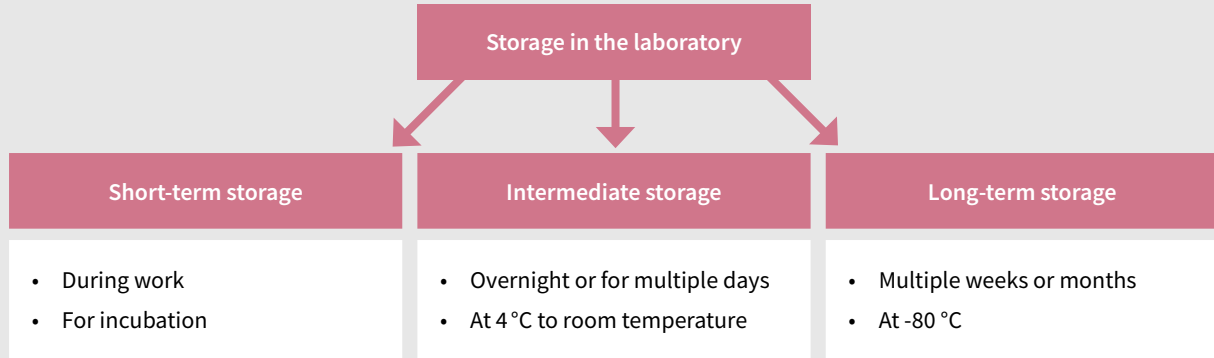 Storage in the laboratory
Short-term storage
• During work
• For incubation
Intermediate storage
• Overnight or for multiple days
• At 4 °C to room temperature
Long-term storage
• Multiple weeks or months
• At -80 °C